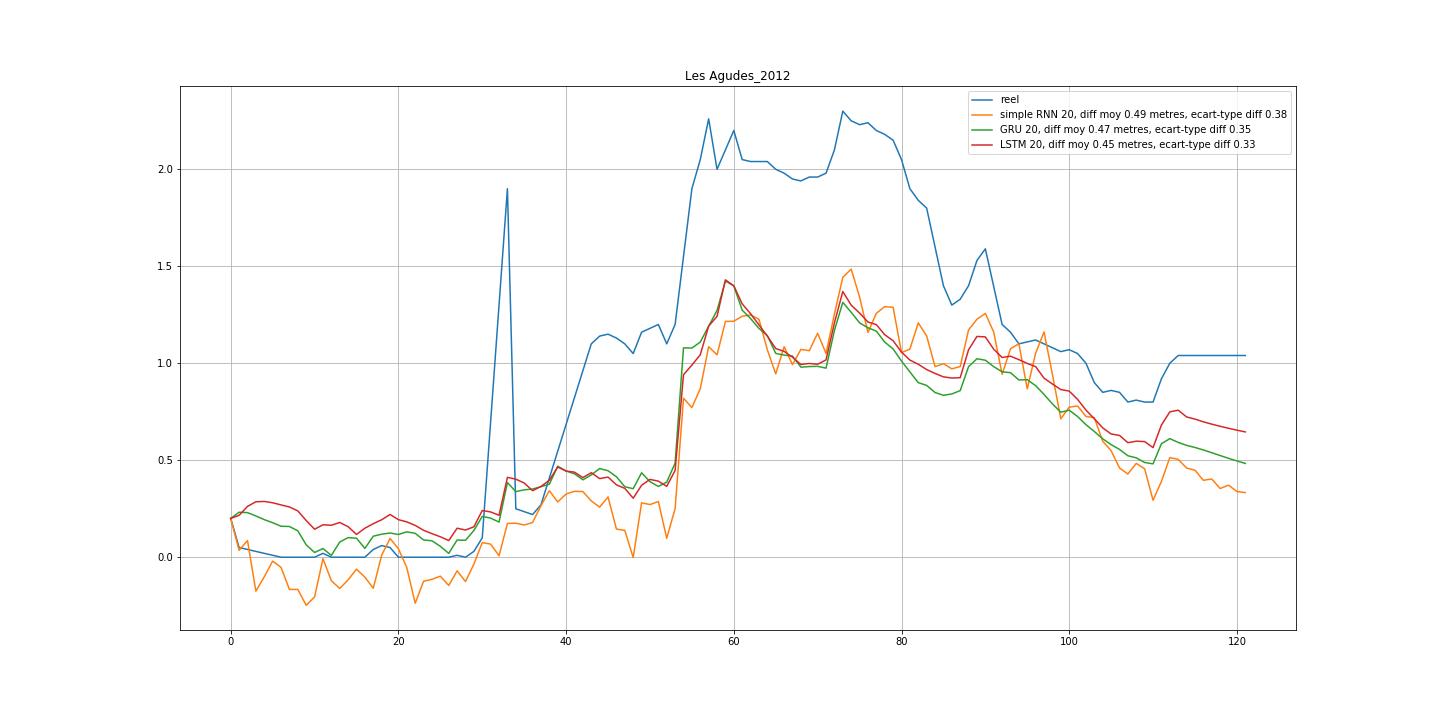 Les Agudes_2012
reel
simple RNN 20, diff moy 0.49 metres, ecart-type diff 0.38
GRU 20, diff moy 0.47 metres, ecart-type diff 0.35
LSTM 20, diff moy 0.45 metres, ecart-type diff 0.33
2.0
1.5
1.0
0.5
0.0
0 20 40 60 80 100 120